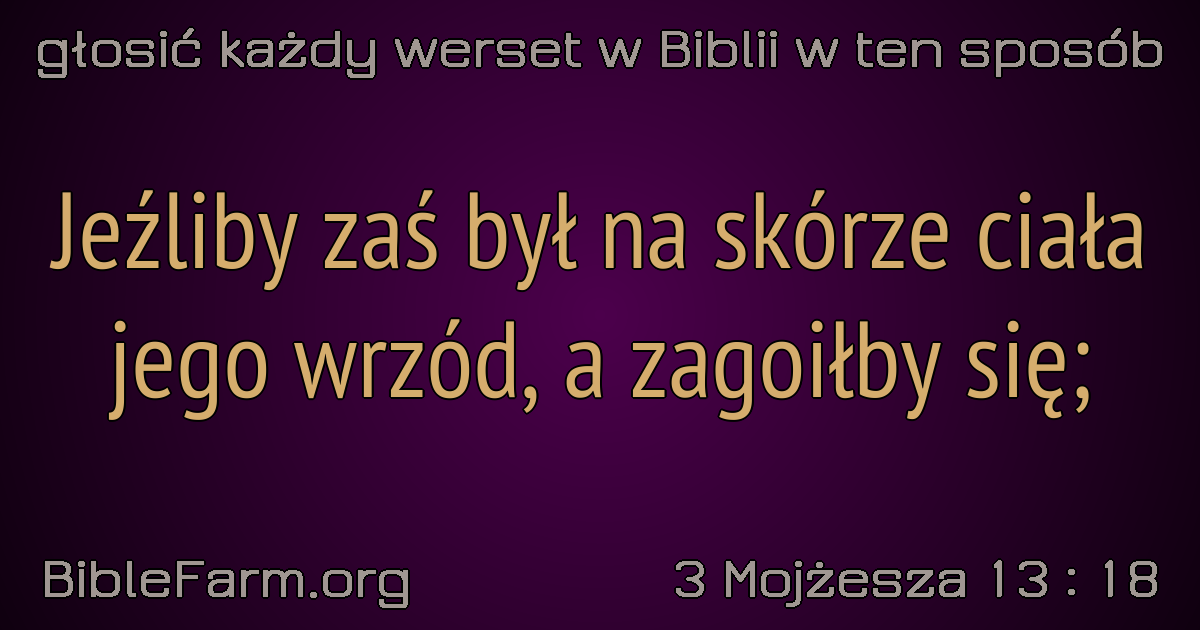 głosić każdy werset w Biblii w ten sposób
Jeźliby zaś był na skórze ciała
jego wrzód, a zagoiłby się;
BibleFarm.org
3 Mojżesza 13 : 18